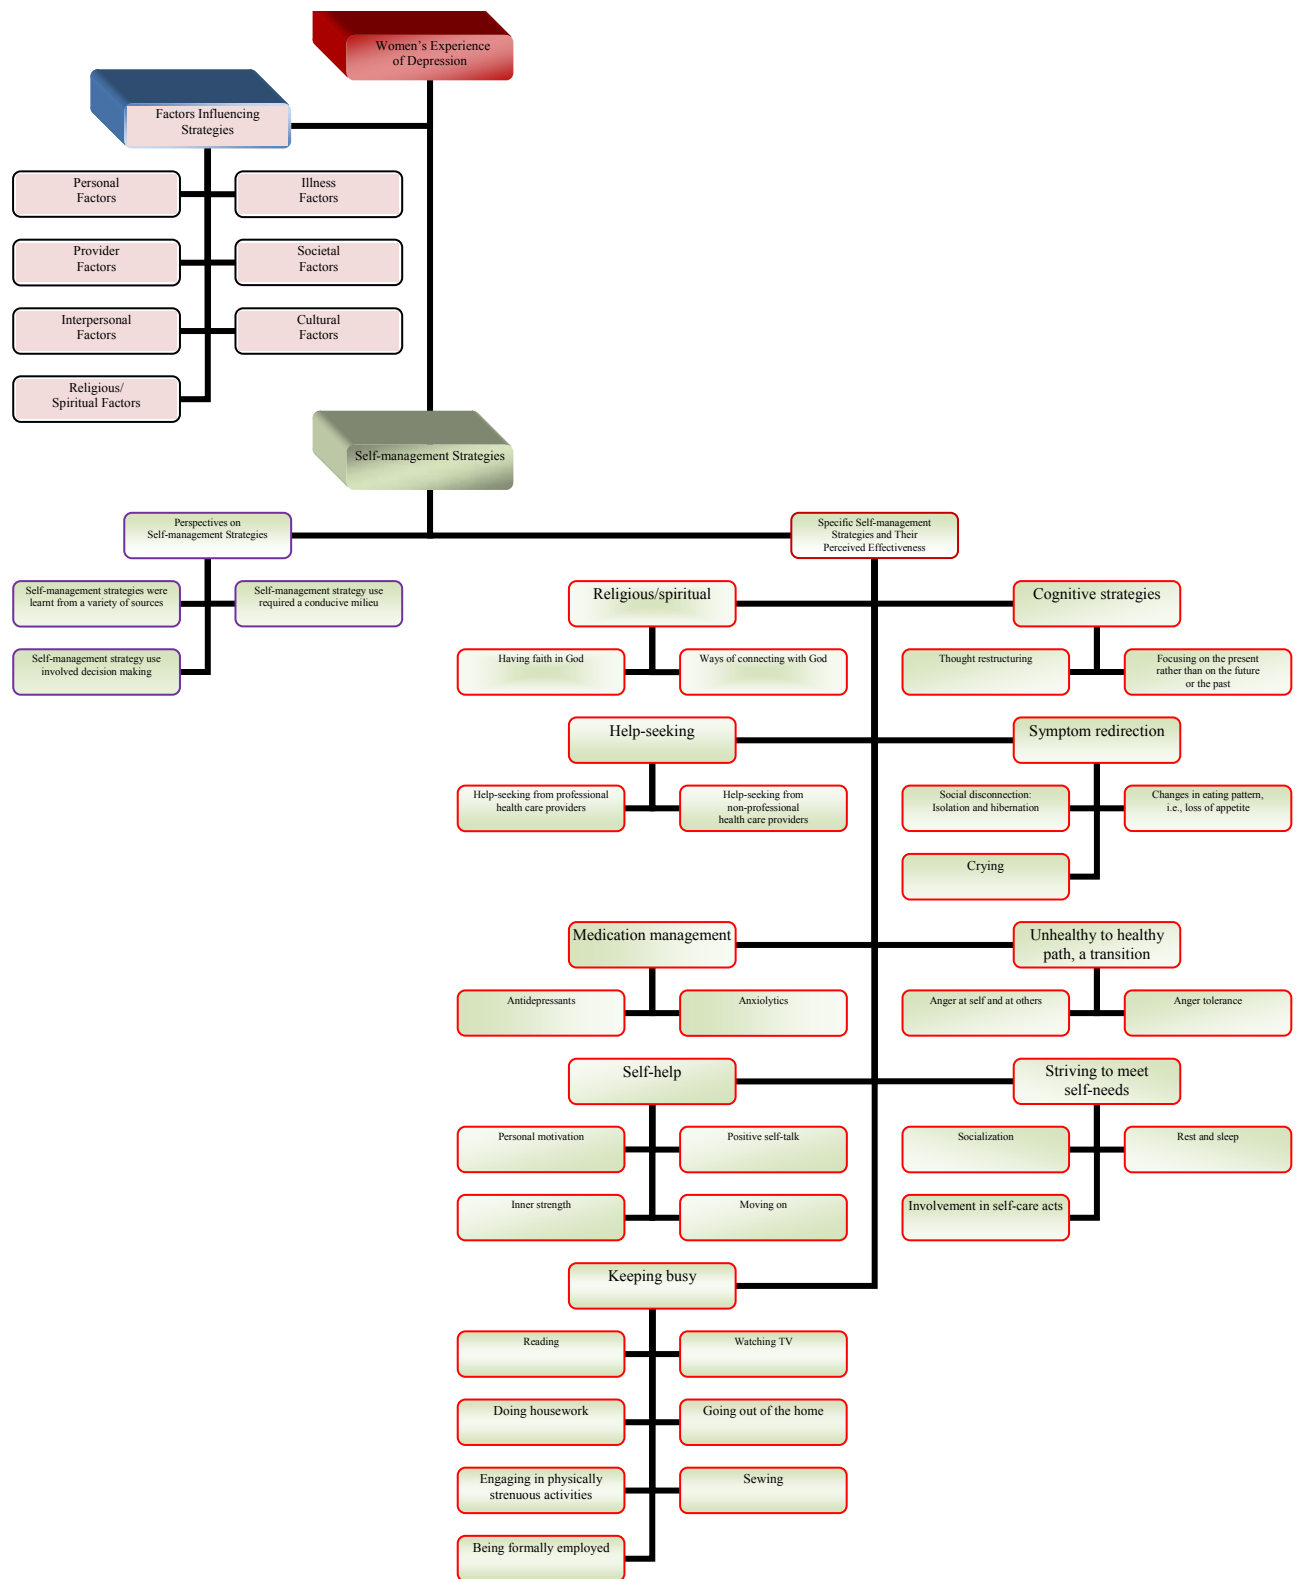 Women’s Experience
of Depression
Factors Influencing
Strategies
Personal
Factors
Illness
Factors
Provider
Factors
Societal
Factors
Interpersonal
Factors
Cultural
Factors
Religious/
Spiritual Factors
Self-management Strategies
Perspectives on
Self-management Strategies
Self-management strategies were
learnt from a variety of sources
Self-management strategy use
required a conducive milieu
Self-management strategy use
involved decision making
Specific Self-management
Strategies and Their
Perceived Effectiveness
Religious/spiritual
Having faith in God
Ways of connecting with God
Cognitive strategies
Thought restructuring
Focusing on the present
rather than on the future
or the past
Help-seeking
Help-seeking from professional
health care providers
Help-seeking from
non-professional
health care providers
Symptom redirection
Social disconnection:
Isolation and hibernation
Changes in eating pattern,
i.e., loss of appetite
Crying
Medication management
Antidepressants
Anxiolytics
Unhealthy to healthy
path, a transition
Anger at self and at others
Anger tolerance
Self-help
Personal motivation
Positive self-talk
Inner strength
Moving on
Striving to meet
self-needs
Socialization
Rest and sleep
Involvement in self-care acts
Keeping busy
Reading
Watching TV
Doing housework
Going out of the home
Engaging in physically
strenuous activities
Sewing
Being formally employed